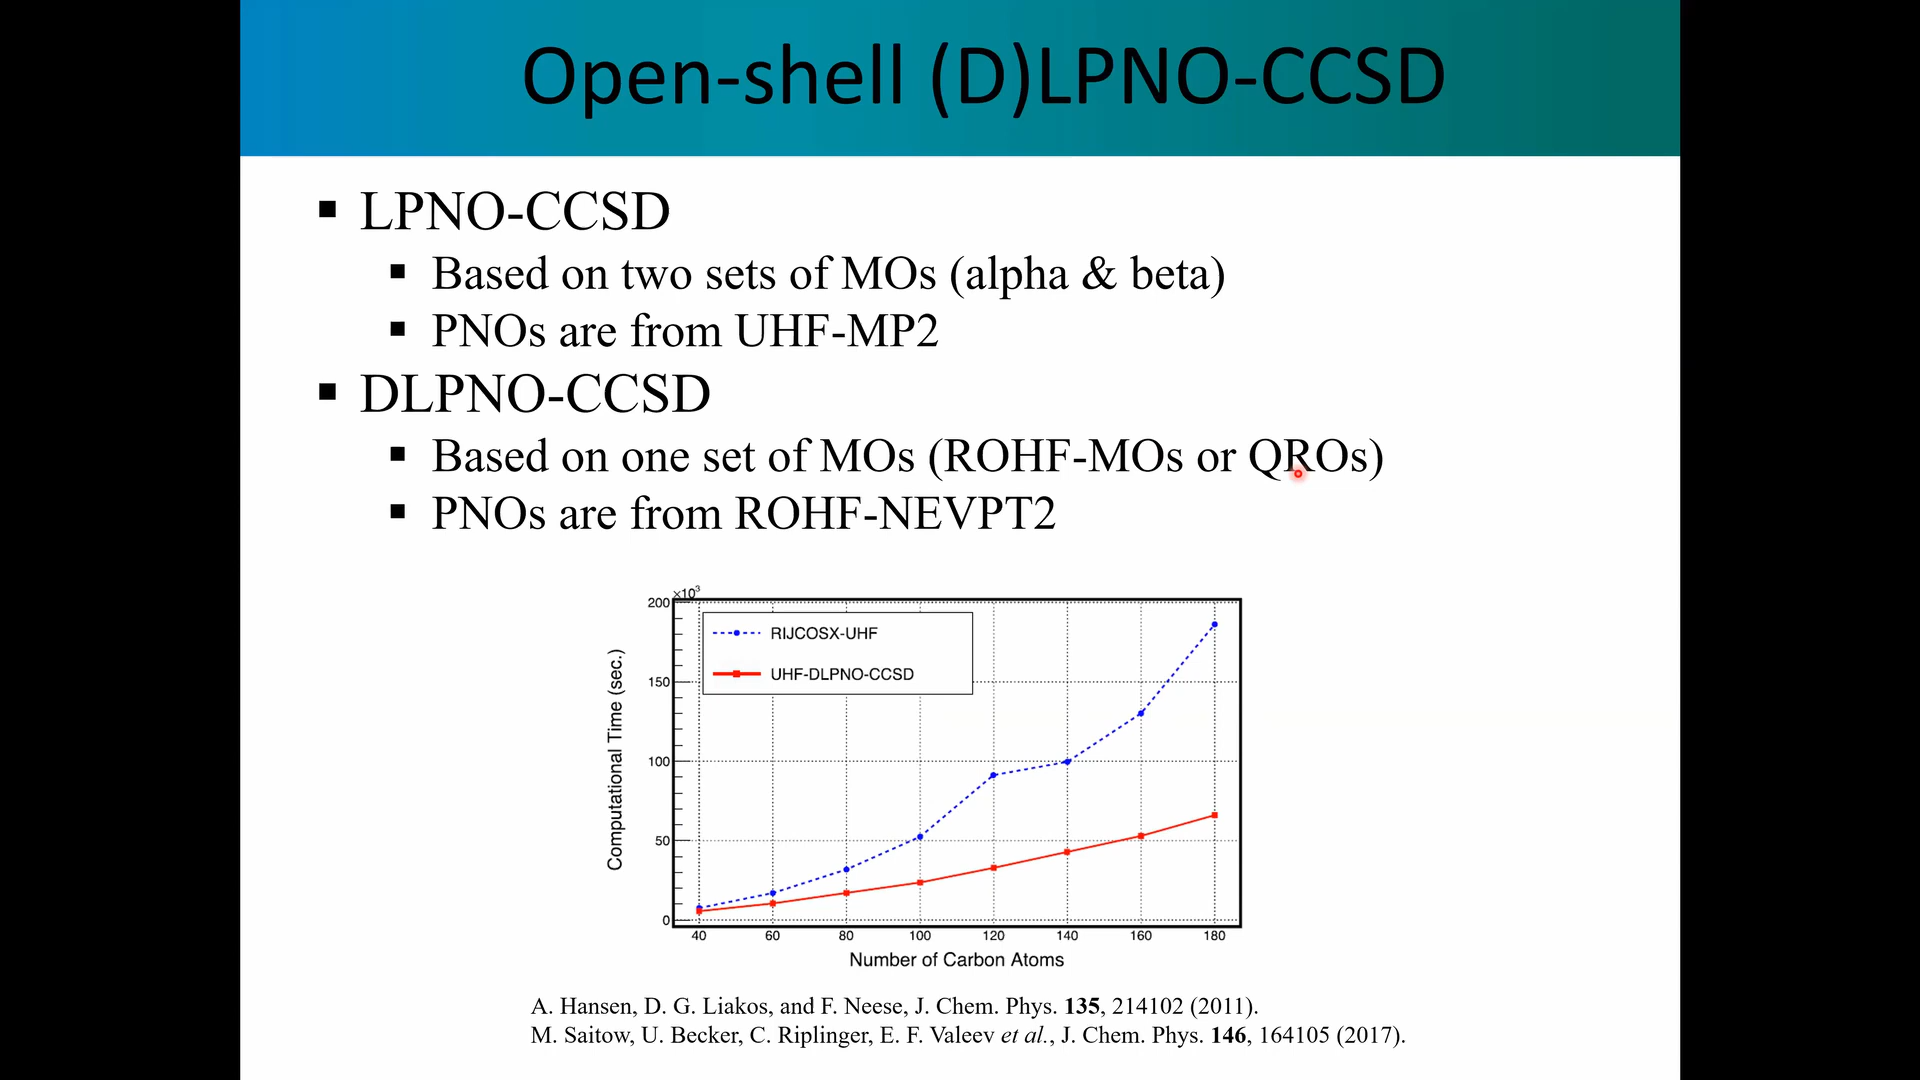 Open-shell (D)LPNO-CCSD
▪ LPNO-CCSD
▪ Based on two sets of MOs (alpha & beta)
▪ PNOs are from UHF-MP2
▪ DLPNO-CCSD
▪ Based on one set of MOs (ROHF-MOs or QROs)
▪ PNOs are from ROHF-NEVPT2
×10³
200
150
100
50
0
Computational Time (sec.)
RIJCOSX-UHF
UHF-DLPNO-CCSD
40 60 80 100 120 140 160 180
Number of Carbon Atoms
A. Hansen, D. G. Liakos, and F. Neese, J. Chem. Phys. 135, 214102 (2011).
M. Saitow, U. Becker, C. Riplinger, E. F. Valeev et al., J. Chem. Phys. 146, 164105 (2017).